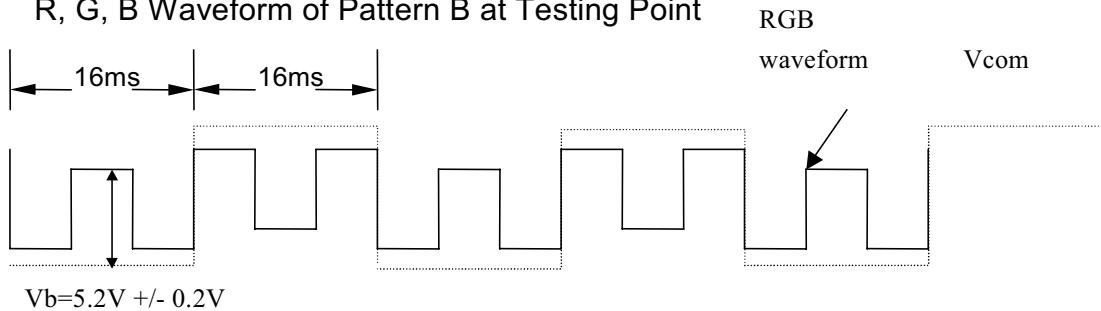 R, G, B Waveform of Pattern B at Testing Point
RGB
waveform
Vcom
16ms
16ms
Vb=5.2V +/- 0.2V